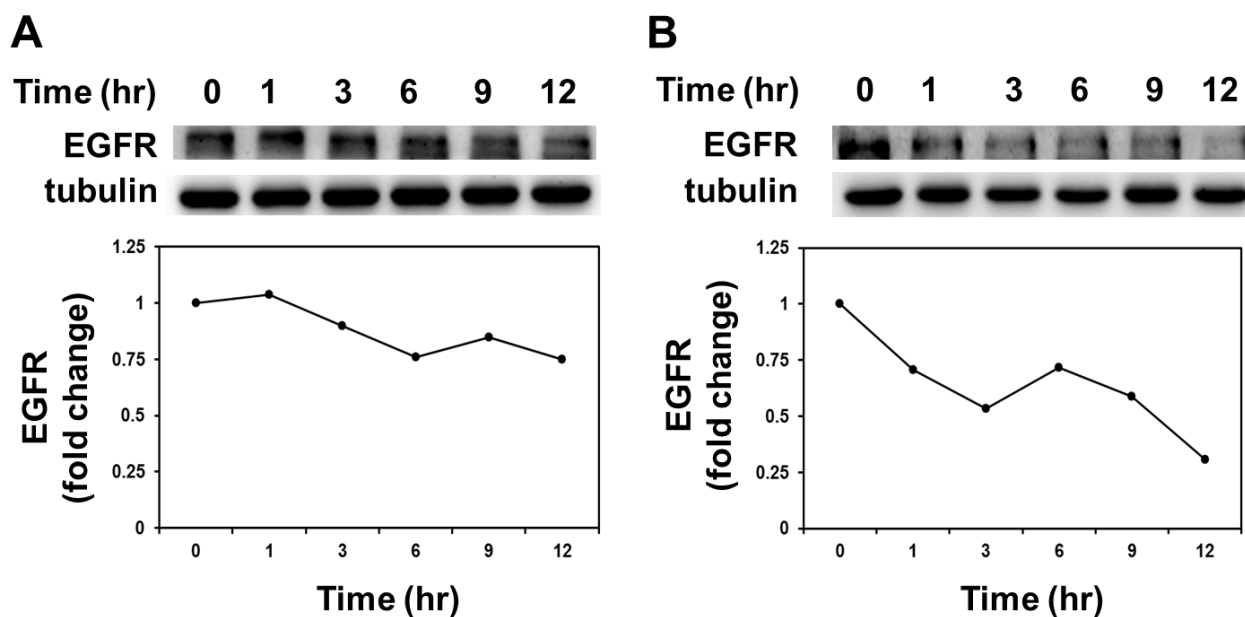 A
Time (hr) 0 1 3 6 9 12
EGFR
tubulin
1.25
1
0.75
0.5
0.25
0
EGFR
(fold change)
0 1 3 6 9 12
Time (hr)
B
Time (hr) 0 1 3 6 9 12
EGFR
tubulin
1.25
1
0.75
0.5
0.25
0
EGFR
(fold change)
0 1 3 6 9 12
Time (hr)